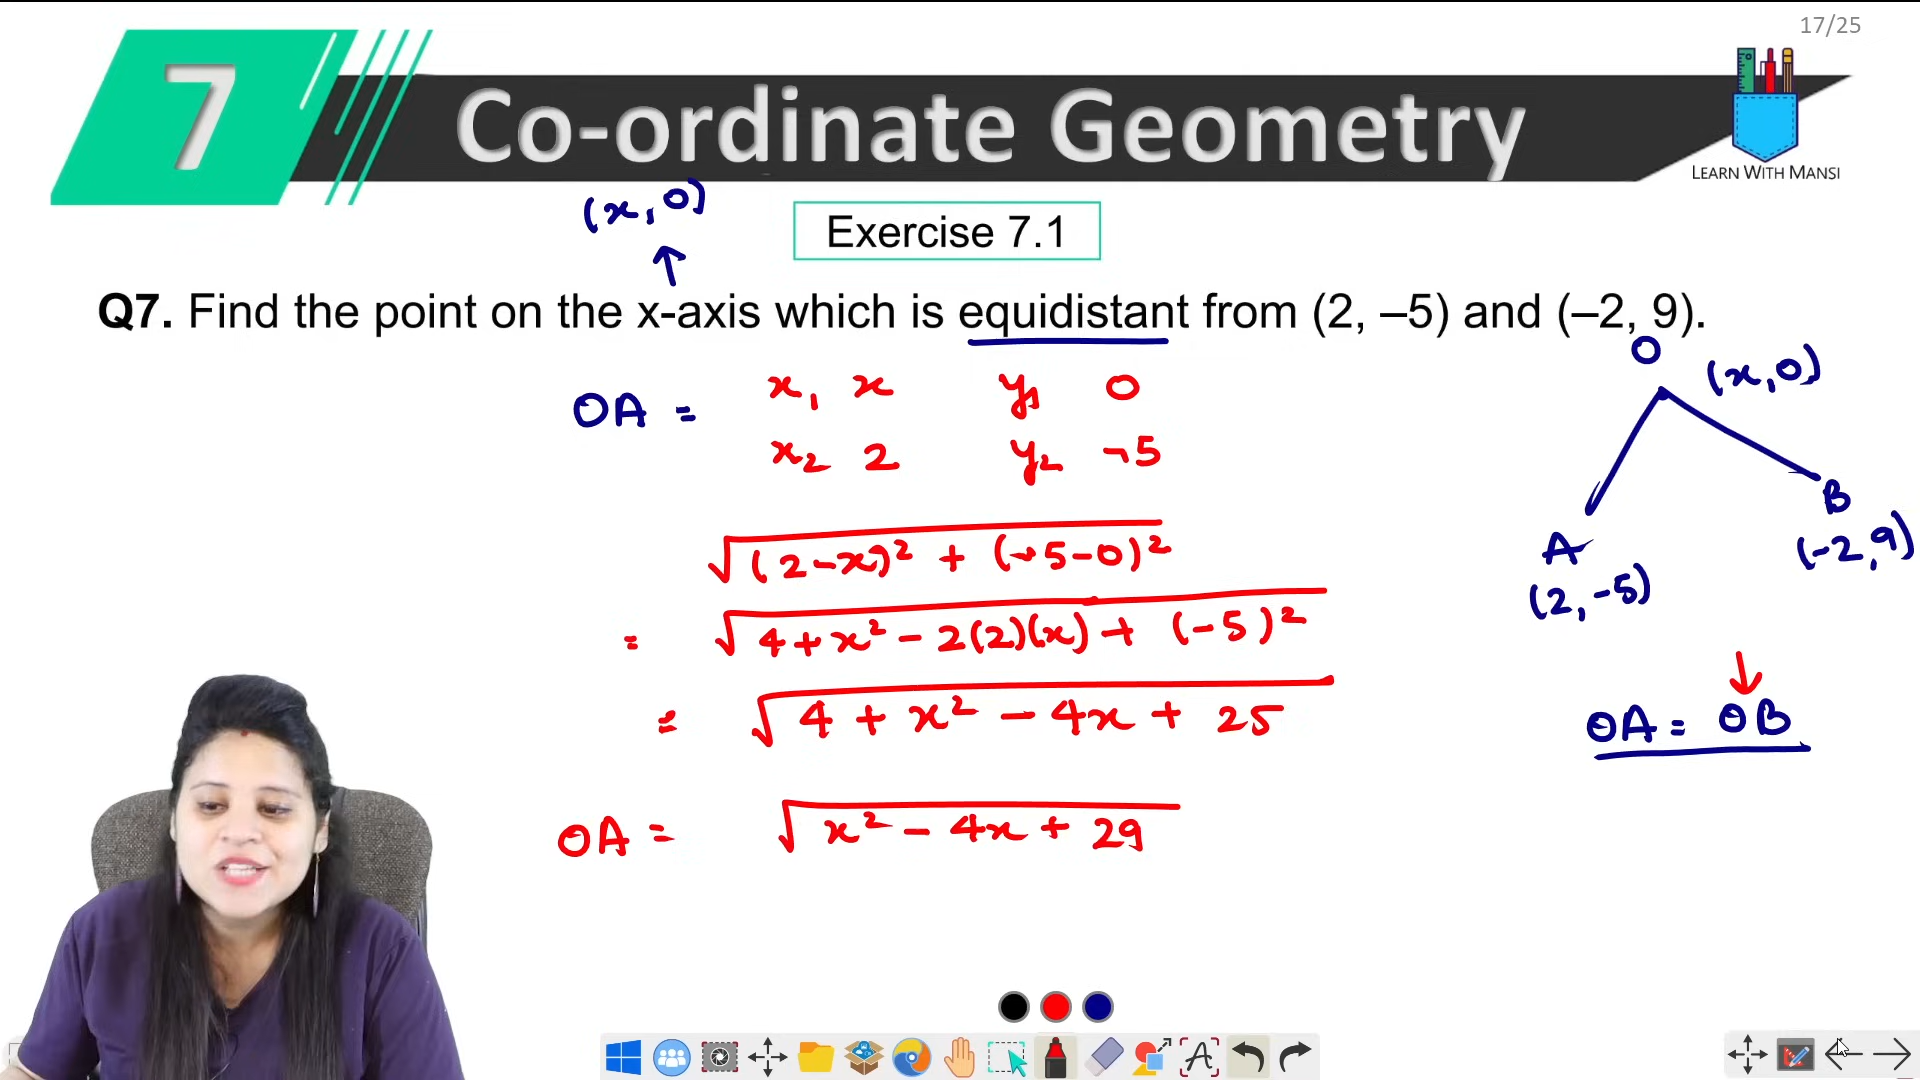 17/25
7
Co-ordinate Geometry
LEARN WITH MANSI
(x, 0)
↑
Exercise 7.1
Q7. Find the point on the x-axis which is equidistant from (2, –5) and (–2, 9).
O
(x,0)
OA =
x₁ x y₁ 0
x₂ 2 y₂ -5
B
(-2,9)
A
(2,-5)
√(2-x)² + (-5-0)²
= √4+x² - 2(2)(x) + (-5)²
= √4 + x² - 4x + 25
↓
OA = OB
OA = √x² - 4x + 29